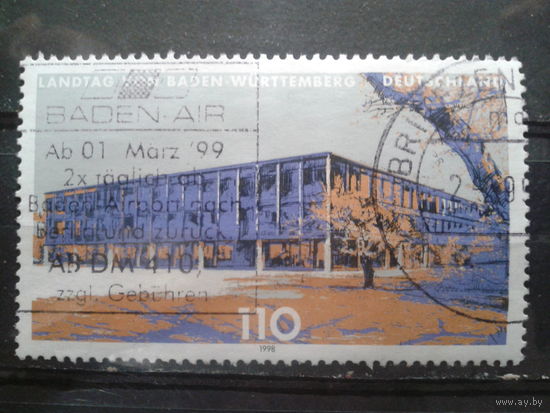 LANDTAG VON BADEN-WÜRTTEMBERG DEUTSCHLAND
BADEN-AIR
Ab 01. März '99
2x täglich ab
Baden-Airport nach
Berlin und zurück
AB DM 410,
zzgl. Gebühren
110
1998
BRI
www.ay.by